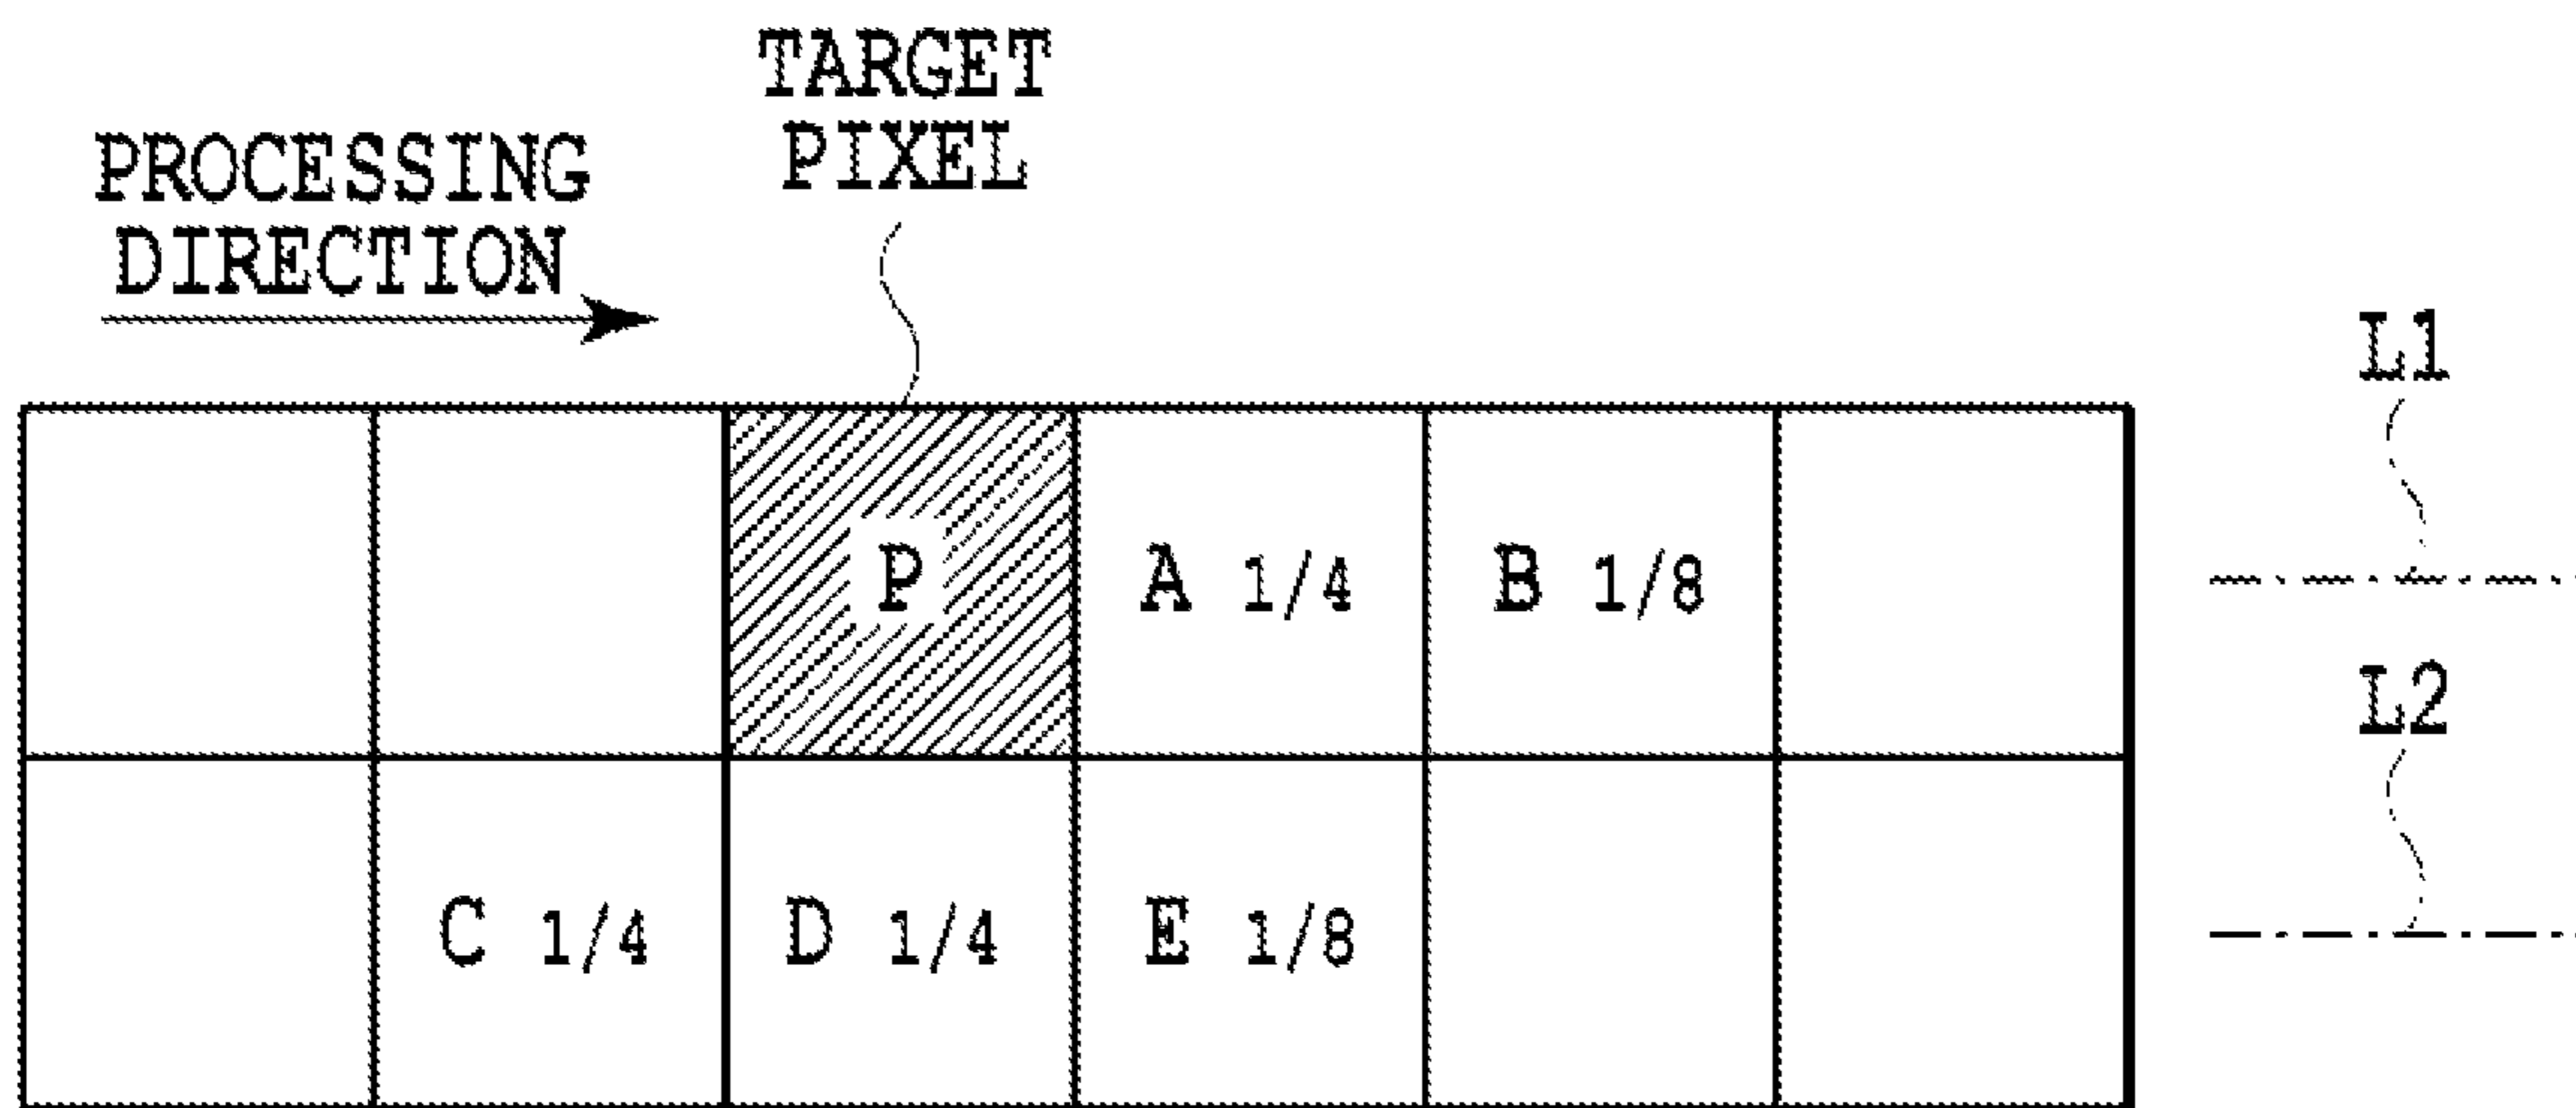 TARGET
PIXEL
PROCESSING
DIRECTION
L1
P A 1/4 B 1/8
L2
C 1/4 D 1/4 E 1/8